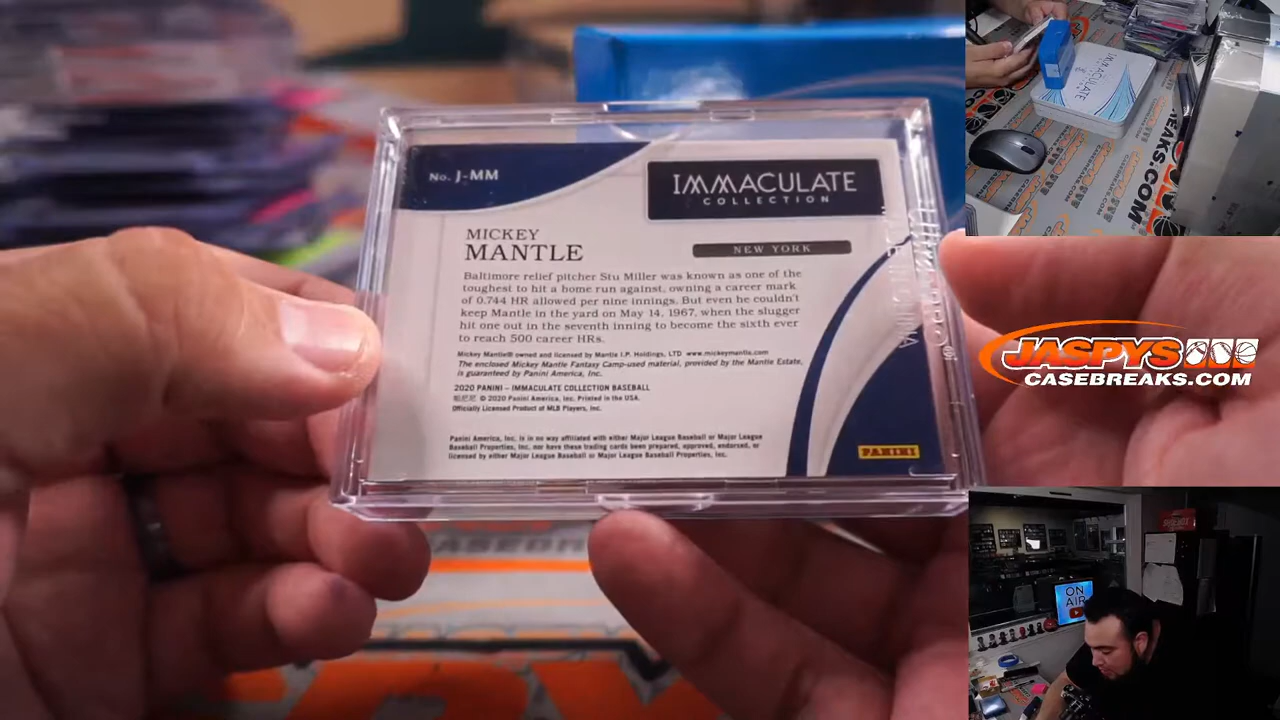 No. J-MM
IMMACULATE
COLLECTION
MICKEY
MANTLE
NEW YORK
Baltimore relief pitcher Stu Miller was known as one of the
toughest to hit a home run against, owning a career mark
of 0.744 HR allowed per nine innings. But even he couldn't
keep Mantle in the yard on May 14, 1967, when the slugger
hit one out in the seventh inning to become the sixth ever
to reach 500 career HRs.
Mickey Mantle® owned and licensed by Mantle I.P. Holdings, LTD www.mickeymantle.com
The enclosed Mickey Mantle Fantasy Camp-used material, provided by the Mantle Estate,
is guaranteed by Panini America, Inc.
2020 PANINI – IMMACULATE COLLECTION BASEBALL
© 2020 Panini America, Inc. Printed in the USA.
Officially Licensed Product of MLB Players, Inc.
Panini America, Inc. is in no way affiliated with either Major League Baseball or Major League
Baseball Properties, Inc. nor have these trading cards been prepared, approved, endorsed, or
licensed by either Major League Baseball or Major League Baseball Properties, Inc.
PANINI
IMMACULATE
JASPYS
CASEBREAKS.COM
ON
AIR